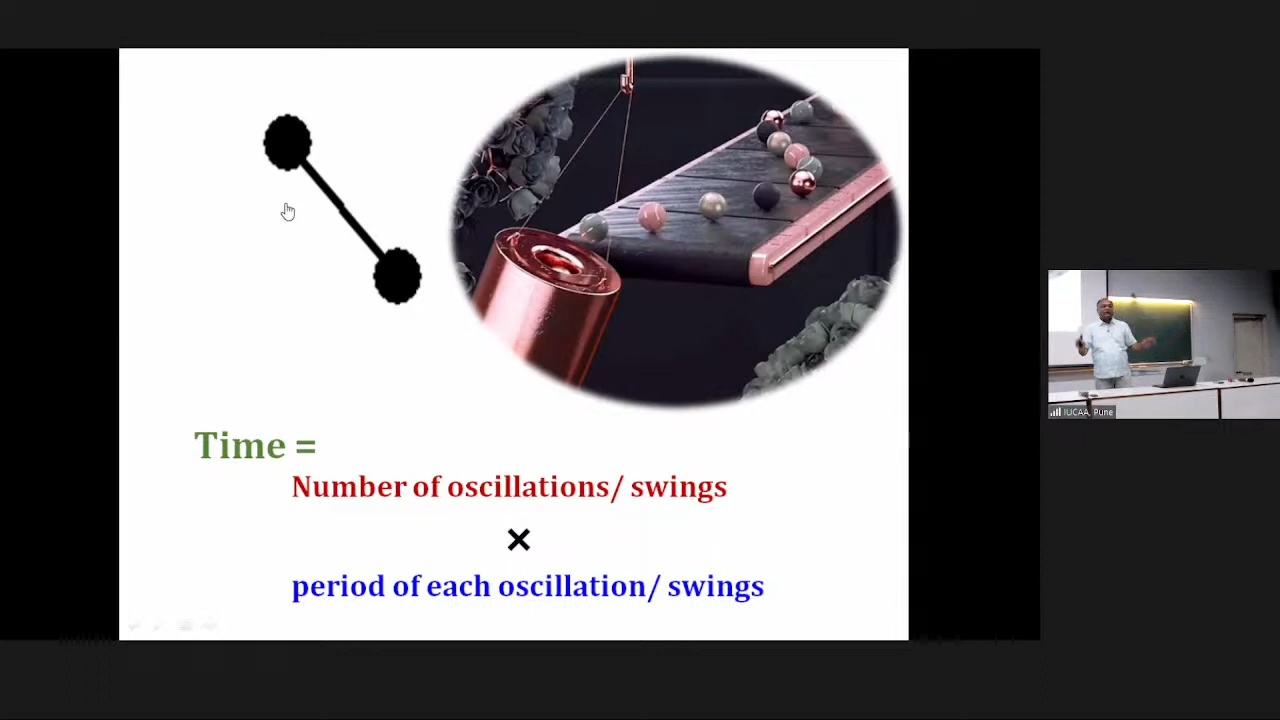 Time =
Number of oscillations/ swings
×
period of each oscillation/ swings
IUCAA, Pune